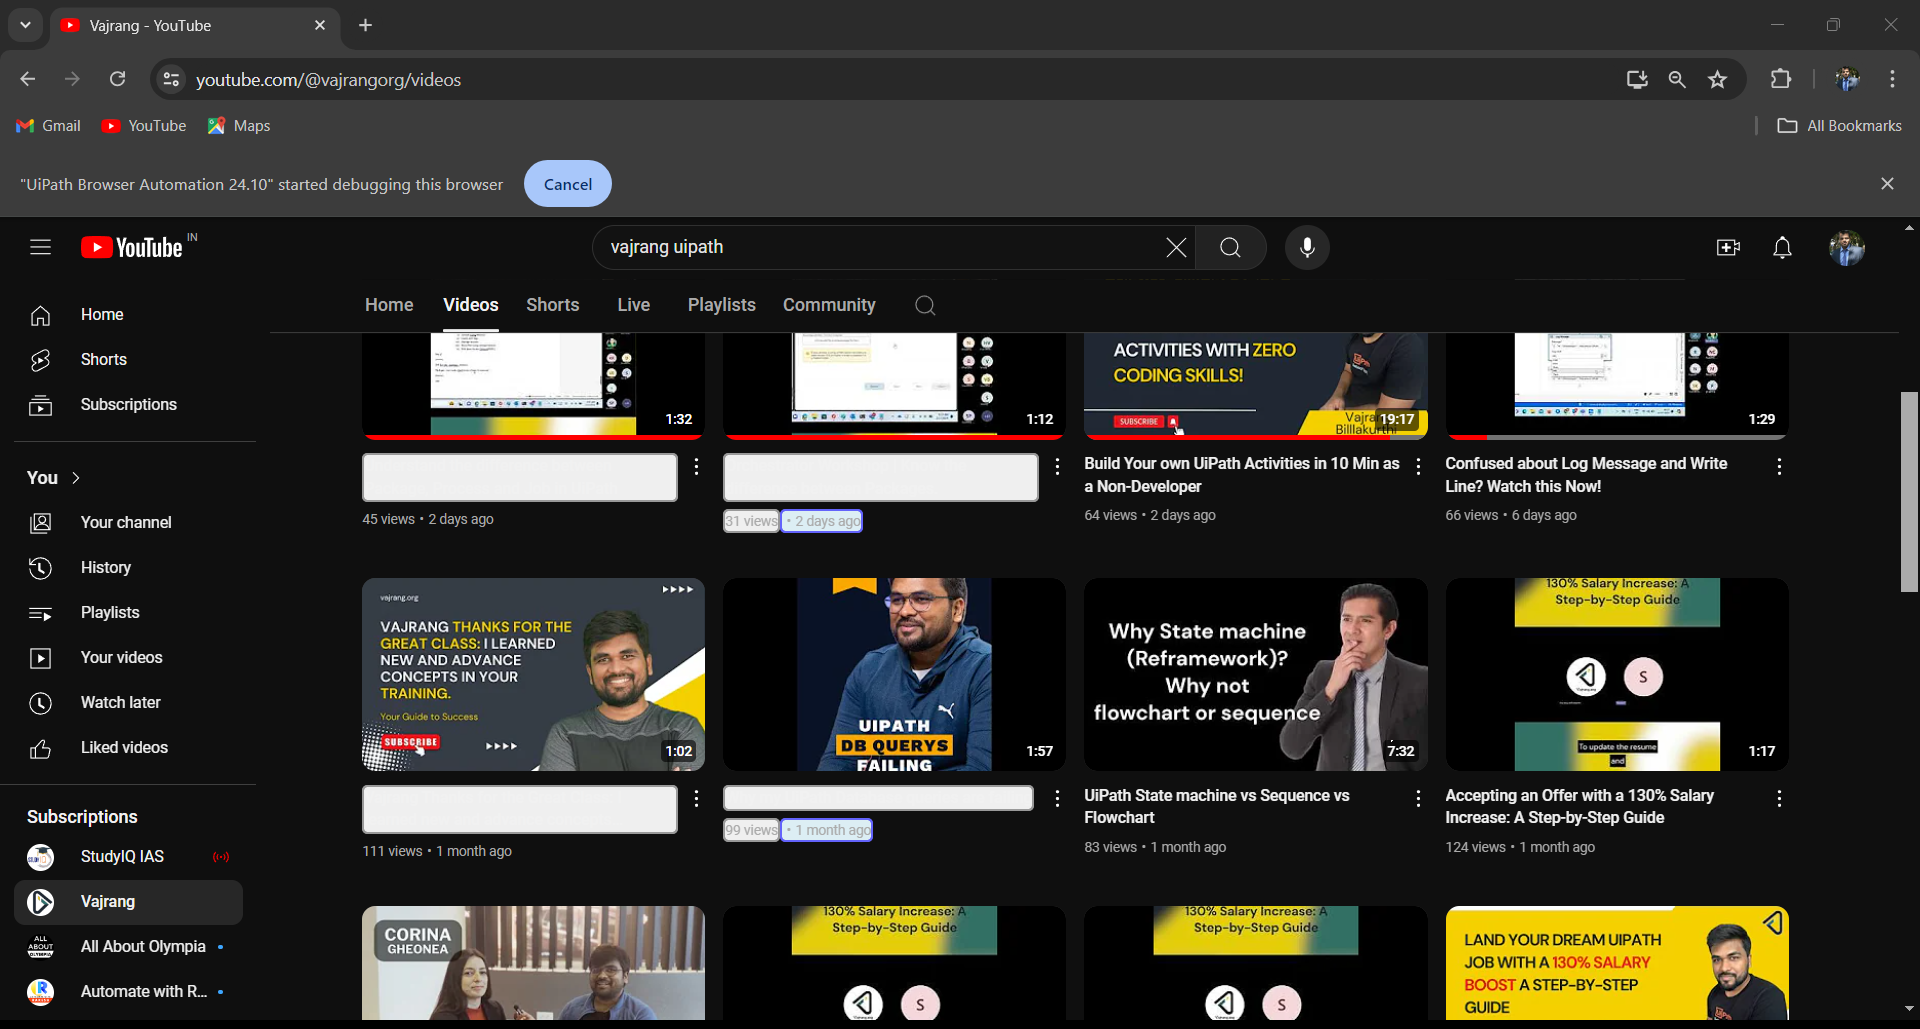 Vajrang - YouTube
youtube.com/@vajrangorg/videos
Gmail YouTube Maps
All Bookmarks
"UiPath Browser Automation 24.10" started debugging this browser Cancel
YouTube IN
vajrang uipath
Home Videos Shorts Live Playlists Community
Home
Shorts
Subscriptions
You
Your channel
History
Playlists
Your videos
Watch later
Liked videos
Subscriptions
StudyIQ IAS
Vajrang
All About Olympia
Automate with R...
1:32
1:12
ACTIVITIES WITH ZERO
CODING SKILLS!
SUBSCRIBE
19:17
Billlakurthi
1:29
45 views • 2 days ago
31 views • 2 days ago
Build Your own UiPath Activities in 10 Min as
a Non-Developer
64 views • 2 days ago
Confused about Log Message and Write
Line? Watch this Now!
66 views • 6 days ago
vajrang.org
VAJRANG THANKS FOR THE
GREAT CLASS: I LEARNED
NEW AND ADVANCE
CONCEPTS IN YOUR
TRAINING.
Your Guide to Success
SUBSCRIBE
1:02
UIPATH
DB QUERYS
FAILING
1:57
Why State machine
(Reframework)?
Why not
flowchart or sequence
7:32
130% Salary Increase: A
Step-by-Step Guide
S
To update the resume
and
1:17
111 views • 1 month ago
99 views • 1 month ago
UiPath State machine vs Sequence vs
Flowchart
83 views • 1 month ago
Accepting an Offer with a 130% Salary
Increase: A Step-by-Step Guide
124 views • 1 month ago
CORINA
GHEONEA
130% Salary Increase: A
Step-by-Step Guide
S
130% Salary Increase: A
Step-by-Step Guide
S
LAND YOUR DREAM UIPATH
JOB WITH A 130% SALARY
BOOST A STEP-BY-STEP
GUIDE